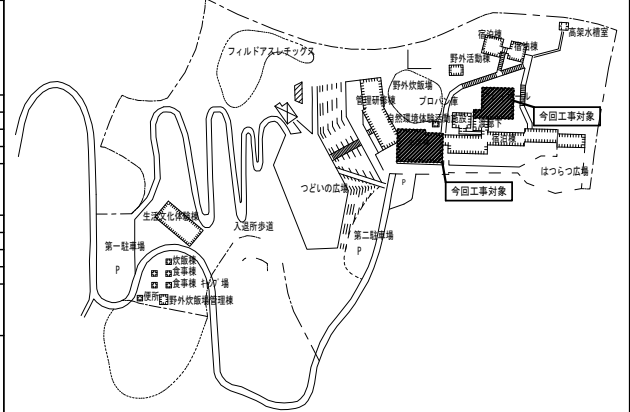 高架水槽室
宿泊棟
宿泊棟
フィルドアスレチックス
野外活動棟
野外炊飯場
管理研修棟
プロパン庫
自然環境体験活動施設
今回工事対象
渡り廊下
宿泊棟
はつらつ広場
つどいの広場
P
今回工事対象
生活文化体験棟
入退所歩道
第二駐車場
P
第一駐車場
P
炊飯棟
食事棟
食事棟
キャンプ場
便所
野外炊飯場管理棟